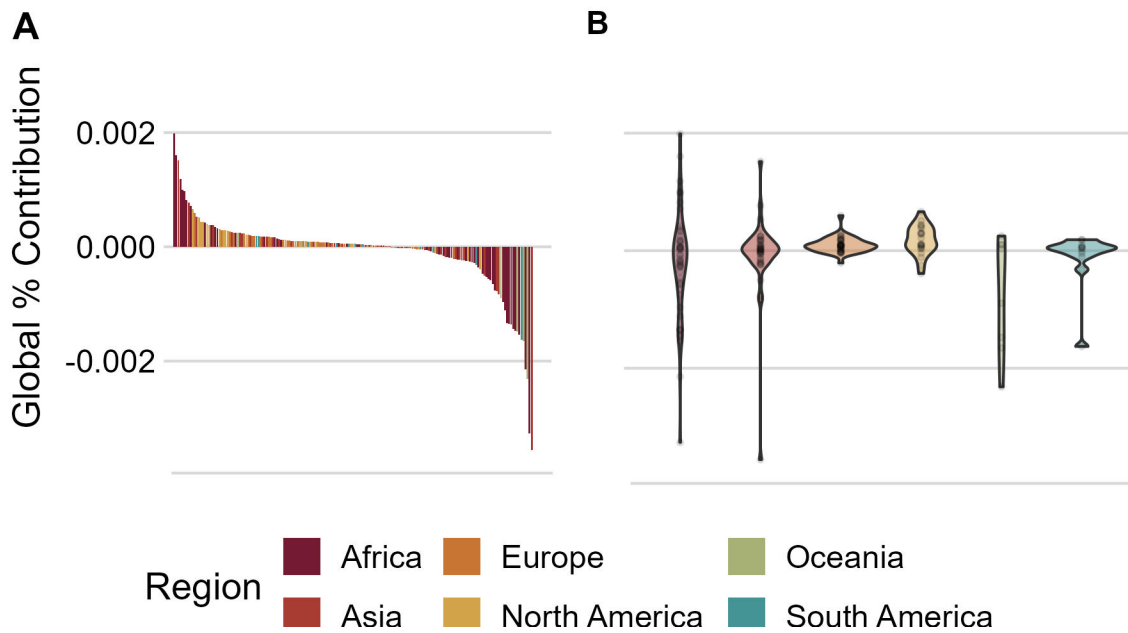 A
B
Global % Contribution
0.002
0.000
-0.002
Region
Africa
Europe
Oceania
Asia
North America
South America